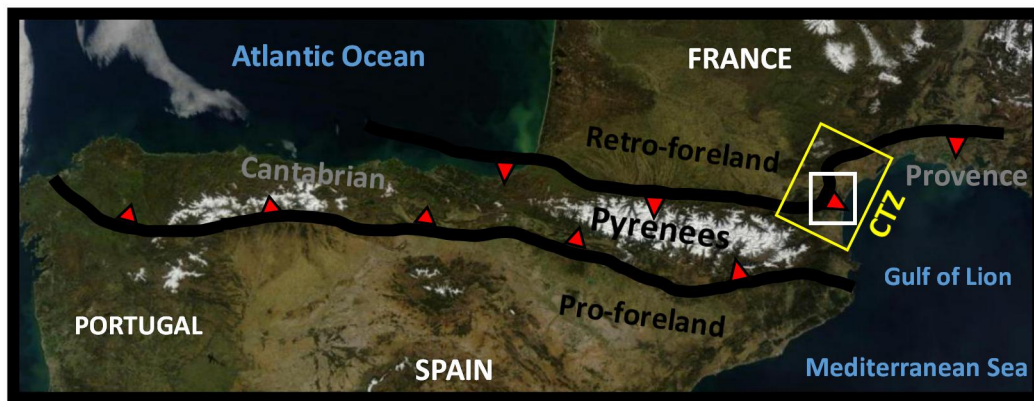 Atlantic Ocean
FRANCE
Retro-foreland
Cantabrian
Provence
CTZ
Pyrenees
Gulf of Lion
Pro-foreland
PORTUGAL
SPAIN
Mediterranean Sea